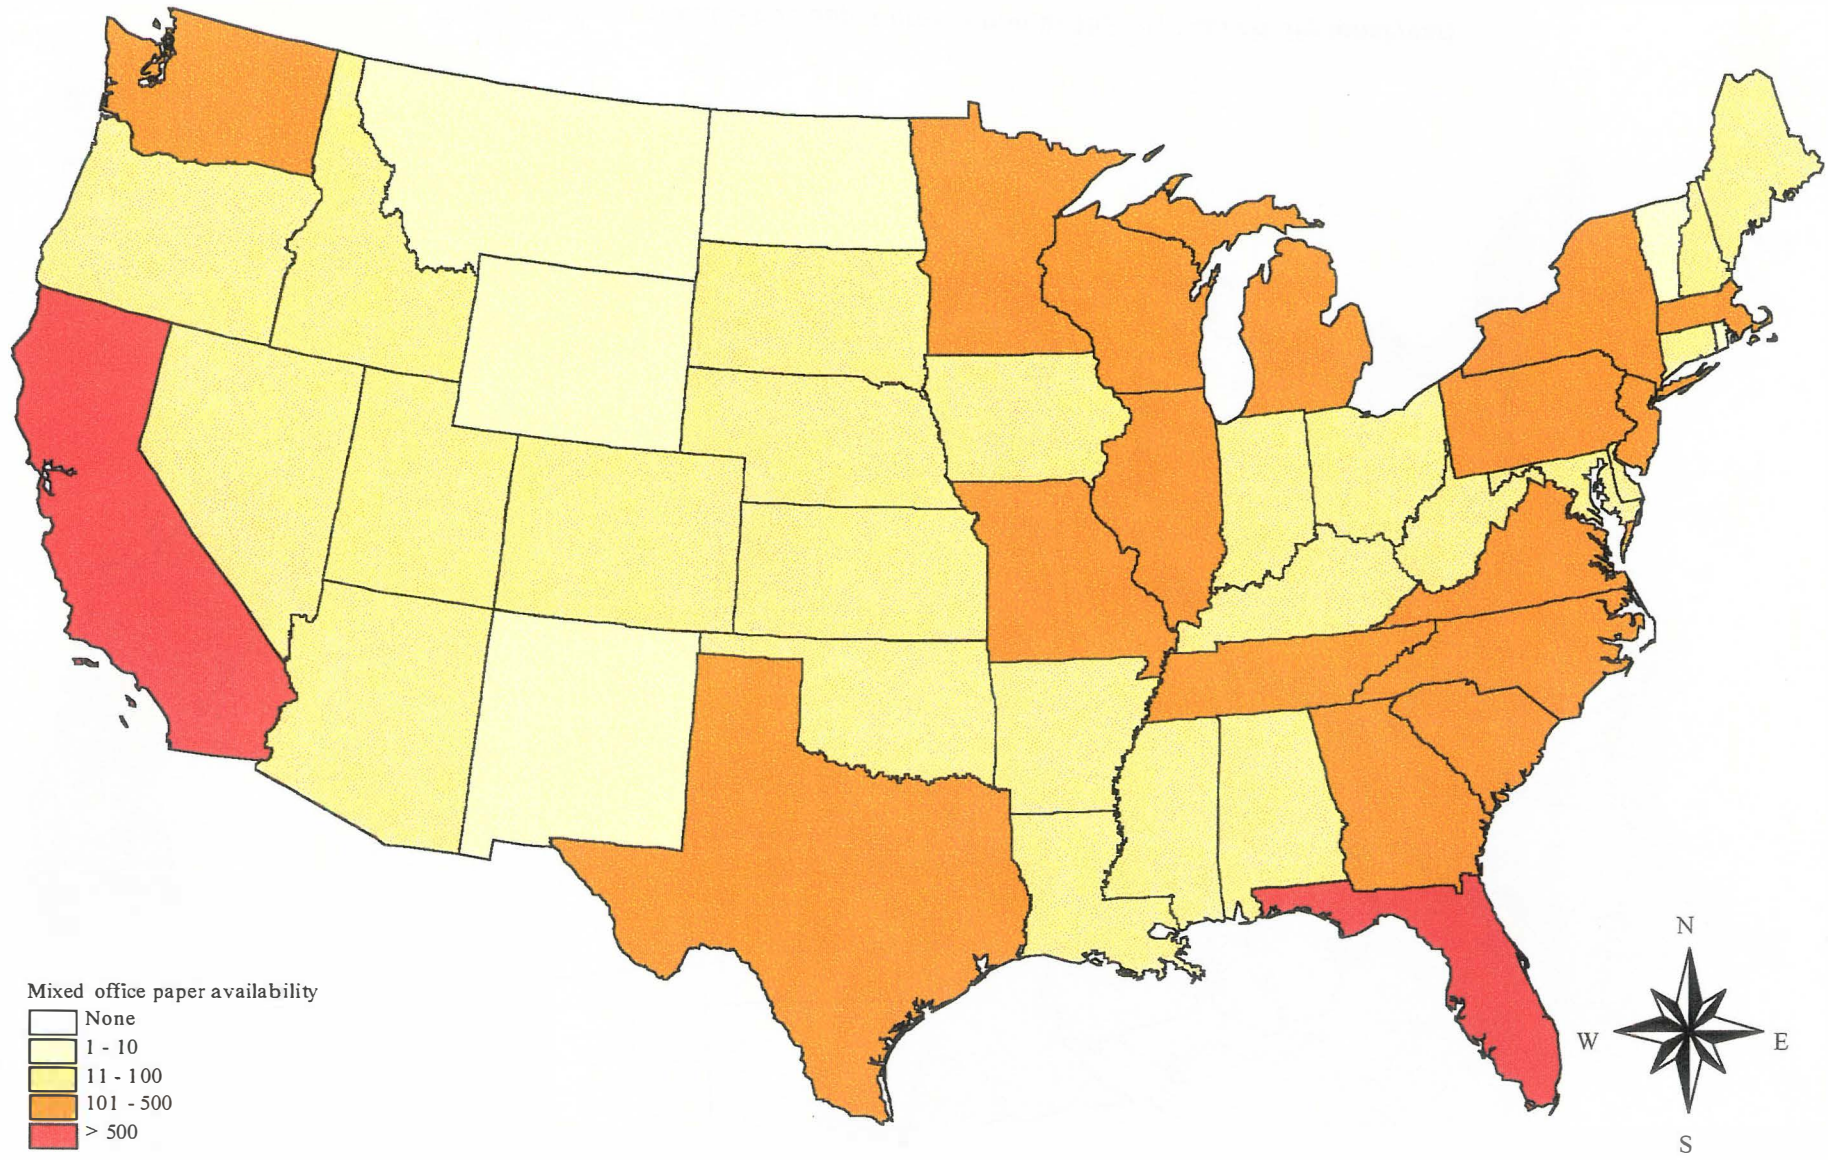 Mixed office paper availability
None
1 - 10
11 - 100
101 - 500
> 500
N
W E
S